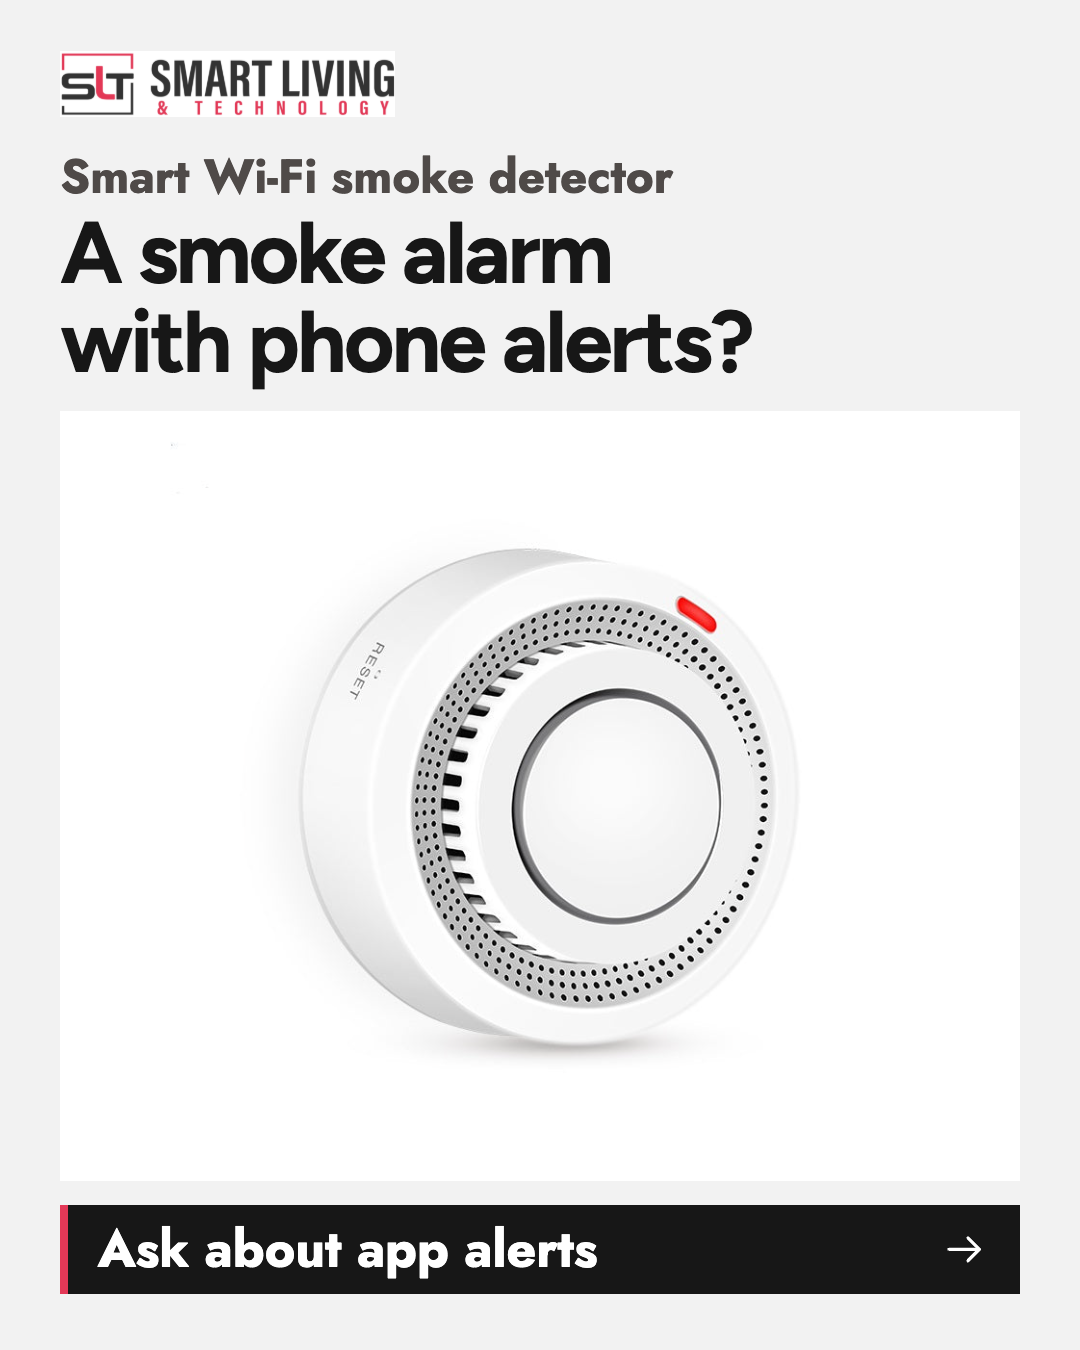 SLT SMART LIVING
& TECHNOLOGY
Smart Wi-Fi smoke detector
A smoke alarm
with phone alerts?
RESET
Ask about app alerts